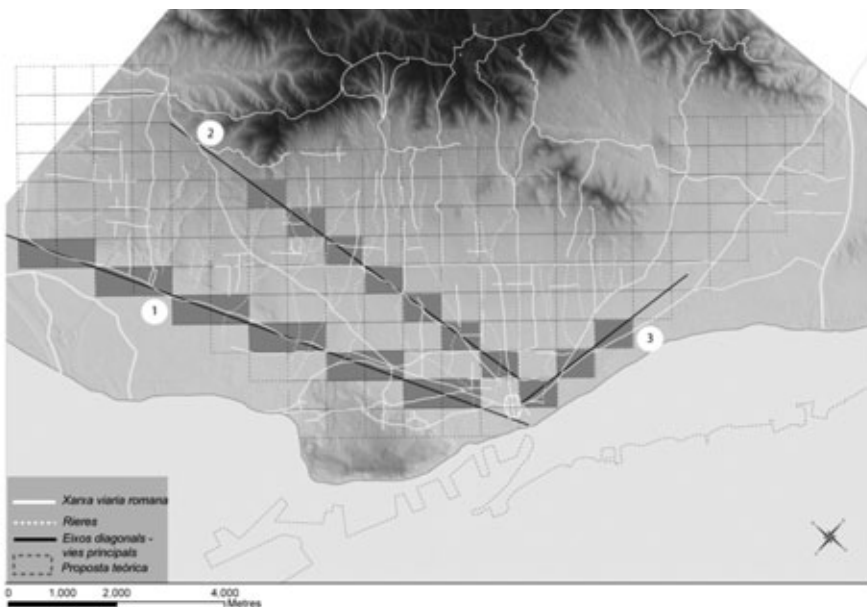 2
1
3
Xarxa viaria romana
Rieres
Eixos diagonals -
vies principals
Proposta teòrica
0 1.000 2.000 4.000
Metres